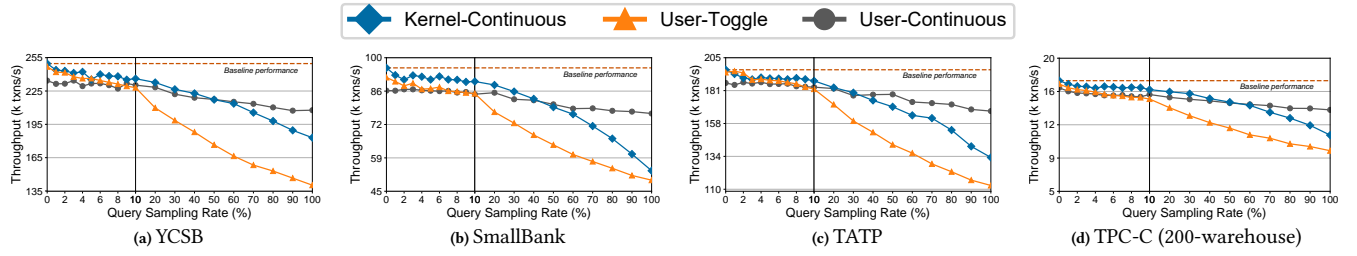 Kernel-Continuous User-Toggle User-Continuous
Throughput (k txns/s)
255
225
195
165
135
Baseline performance
0 2 4 6 8 10 20 30 40 50 60 70 80 90 100
Query Sampling Rate (%)
(a) YCSB
Throughput (k txns/s)
100
86
72
59
45
Baseline performance
0 2 4 6 8 10 20 30 40 50 60 70 80 90 100
Query Sampling Rate (%)
(b) SmallBank
Throughput (k txns/s)
205
181
158
134
110
Baseline performance
0 2 4 6 8 10 20 30 40 50 60 70 80 90 100
Query Sampling Rate (%)
(c) TATP
Throughput (k txns/s)
20
16
12
9
5
Baseline performance
0 2 4 6 8 10 20 30 40 50 60 70 80 90 100
Query Sampling Rate (%)
(d) TPC-C (200-warehouse)